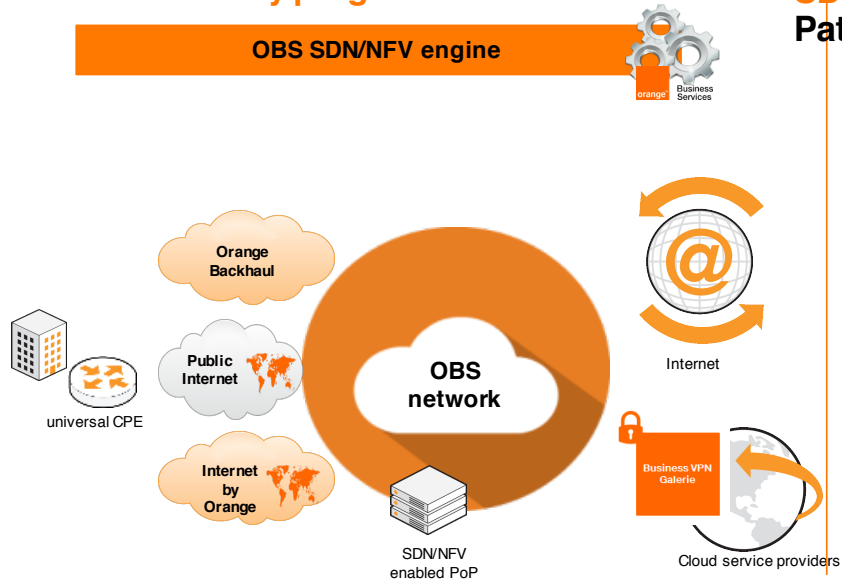 OBS SDN/NFV engine
orange
Business
Services
Orange
Backhaul
Public
Internet
Internet
by
Orange
universal CPE
OBS
network
SDN/NFV
enabled PoP
@
Internet
Business VPN
Galerie
Cloud service providers